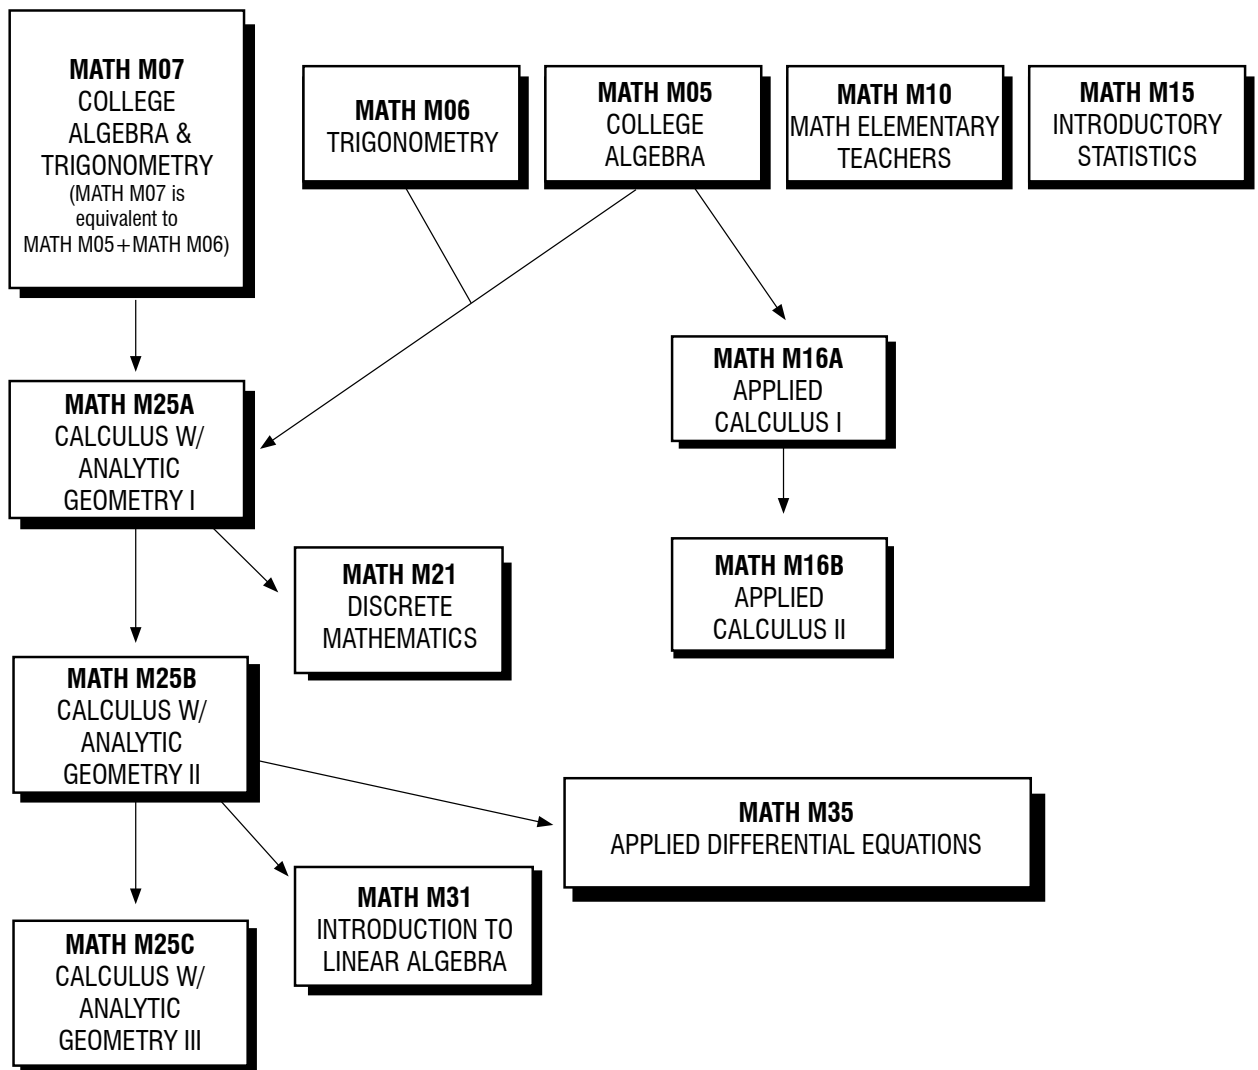 MATH M07
COLLEGE
ALGEBRA &
TRIGONOMETRY
(MATH M07 is
equivalent to
MATH M05+MATH M06)
MATH M06
TRIGONOMETRY
MATH M05
COLLEGE
ALGEBRA
MATH M10
MATH ELEMENTARY
TEACHERS
MATH M15
INTRODUCTORY
STATISTICS
MATH M16A
APPLIED
CALCULUS I
MATH M25A
CALCULUS W/
ANALYTIC
GEOMETRY I
MATH M21
DISCRETE
MATHEMATICS
MATH M16B
APPLIED
CALCULUS II
MATH M25B
CALCULUS W/
ANALYTIC
GEOMETRY II
MATH M35
APPLIED DIFFERENTIAL EQUATIONS
MATH M31
INTRODUCTION TO
LINEAR ALGEBRA
MATH M25C
CALCULUS W/
ANALYTIC
GEOMETRY III